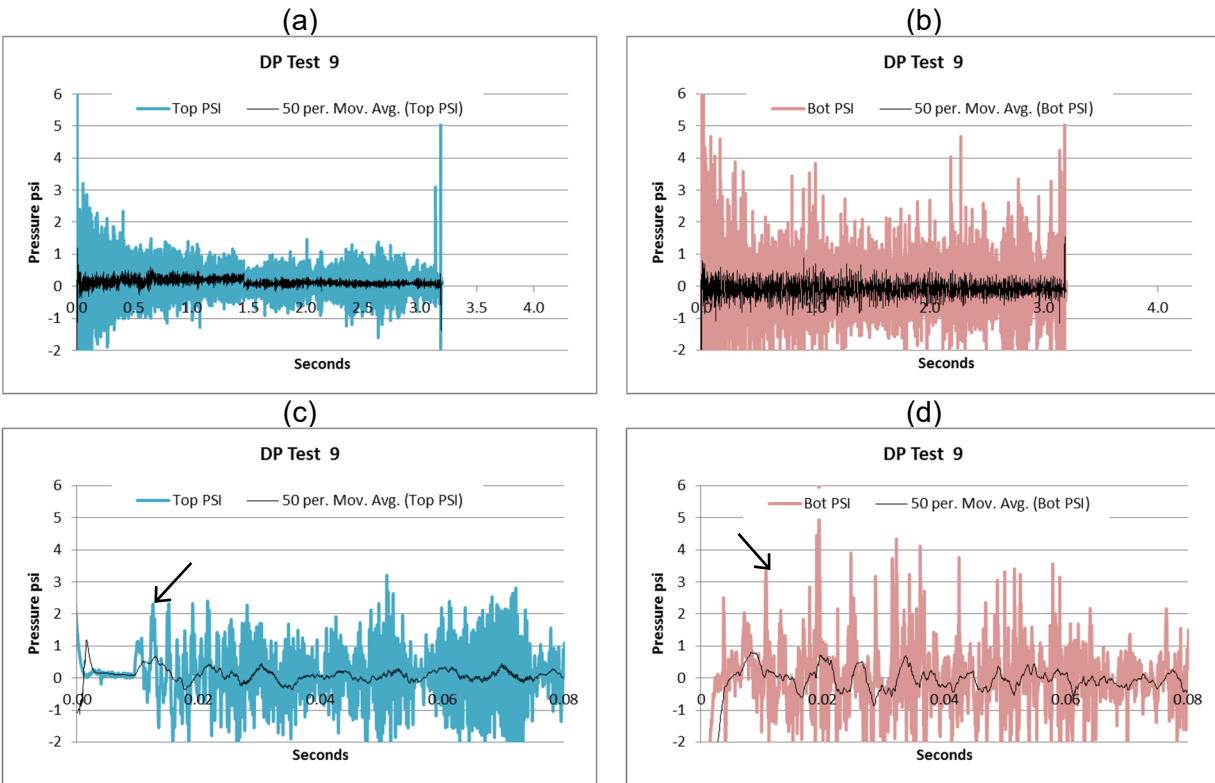 (a)
DP Test 9
Top PSI 50 per. Mov. Avg. (Top PSI)
Pressure psi
6
5
4
3
2
1
0
-1
-2
0.0 0.5 1.0 1.5 2.0 2.5 3.0 3.5 4.0
Seconds
(b)
DP Test 9
Bot PSI 50 per. Mov. Avg. (Bot PSI)
Pressure psi
6
5
4
3
2
1
0
-1
-2
0.0 1.0 2.0 3.0 4.0
Seconds
(c)
DP Test 9
Top PSI 50 per. Mov. Avg. (Top PSI)
Pressure psi
6
5
4
3
2
1
0
-1
-2
0.00 0.02 0.04 0.06 0.08
Seconds
(d)
DP Test 9
Bot PSI 50 per. Mov. Avg. (Bot PSI)
Pressure psi
6
5
4
3
2
1
0
-1
-2
0.00 0.02 0.04 0.06 0.08
Seconds